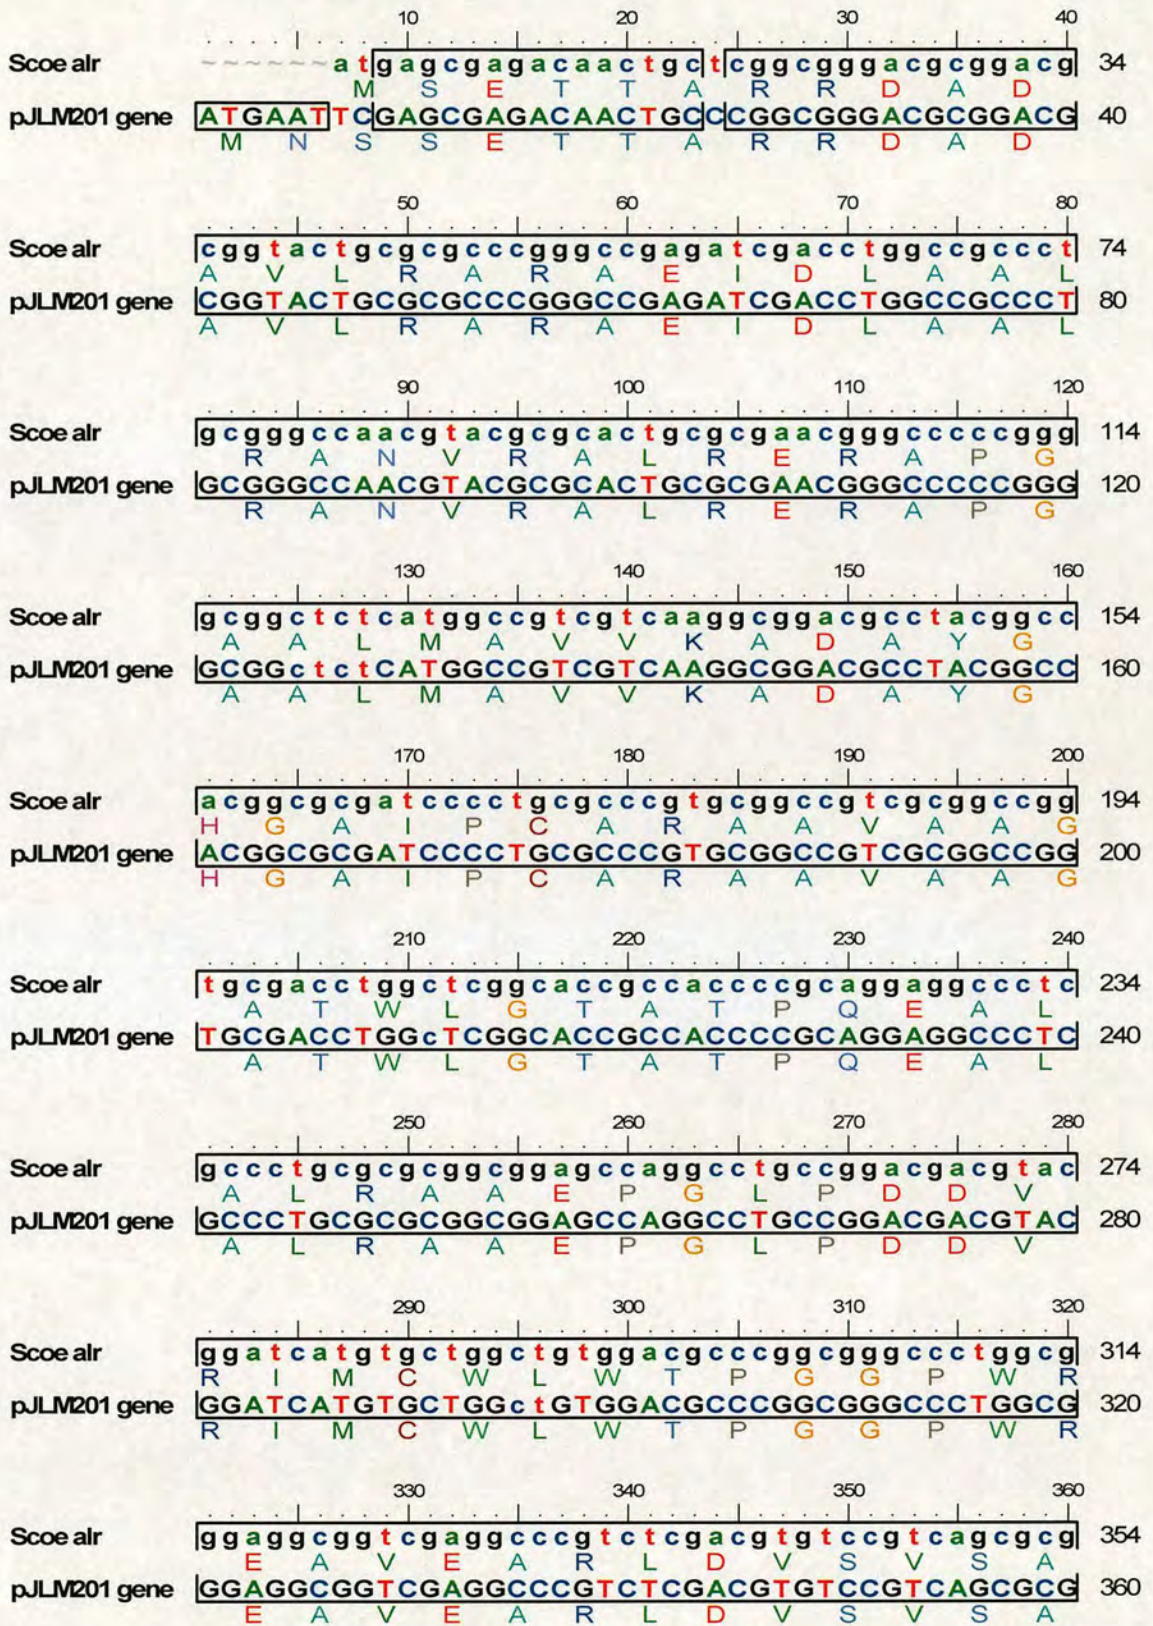 10 20 30 40
Scoe alr ~~~~~~atgagcgagacaactgctcggcgggacgcggacg 34
M S E T T A R R D A D
pJLM201 gene ATGAATTCGAGCGAGACAACTGCCCGGCGGGACGCGGACG 40
M N S S E T T A R R D A D
50 60 70 80
Scoe alr cggtactgcgcgcccgggccgagatcgacctggccgccct 74
A V L R A R A E I D L A A L
pJLM201 gene CGGTACTGCGCGCCCGGGCCGAGATCGACCTGGCCGCCCT 80
A V L R A R A E I D L A A L
90 100 110 120
Scoe alr gcgggccaacgtacgcgcactgcgcgaacgggcccccggg 114
R A N V R A L R E R A P G
pJLM201 gene GCGGGCCAACGTACGCGCACTGCGCGAACGGGCCCCCGGG 120
R A N V R A L R E R A P G
130 140 150 160
Scoe alr gcggctctcatggccgtcgtcaaggcggacgcctacggcc 154
A A L M A V V K A D A Y G
pJLM201 gene GCGGctctCATGGCCGTCGTCAAGGCGGACGCCTACGGCC 160
A A L M A V V K A D A Y G
170 180 190 200
Scoe alr acggcgcgatcccctgcgcccgtgcggccgtcgcggccgg 194
H G A I P C A R A A V A A G
pJLM201 gene ACGGCGCGATCCCCTGCGCCCGTGCGGCCGTCGCGGCCGG 200
H G A I P C A R A A V A A G
210 220 230 240
Scoe alr tgcgacctggctcggcaccgccaccccgcaggaggccctc 234
A T W L G T A T P Q E A L
pJLM201 gene TGCGACCTGGcTCGGCACCGCCACCCCGCAGGAGGCCCTC 240
A T W L G T A T P Q E A L
250 260 270 280
Scoe alr gccctgcgcgcggcggagccaggcctgccggacgacgtac 274
A L R A A E P G L P D D V
pJLM201 gene GCCCTGCGCGCGGCGGAGCCAGGCCTGCCGGACGACGTAC 280
A L R A A E P G L P D D V
290 300 310 320
Scoe alr ggatcatgtgctggctgtggacgcccggcgggccctggcg 314
R I M C W L W T P G G P W R
pJLM201 gene GGATCATGTGCTGGctGTGGACGCCCGGCGGGCCCTGGCG 320
R I M C W L W T P G G P W R
330 340 350 360
Scoe alr ggaggcggtcgaggcccgtctcgacgtgtccgtcagcgcg 354
E A V E A R L D V S V S A
pJLM201 gene GGAGGCGGTCGAGGCCCGTCTCGACGTGTCCGTCAGCGCG 360
E A V E A R L D V S V S A